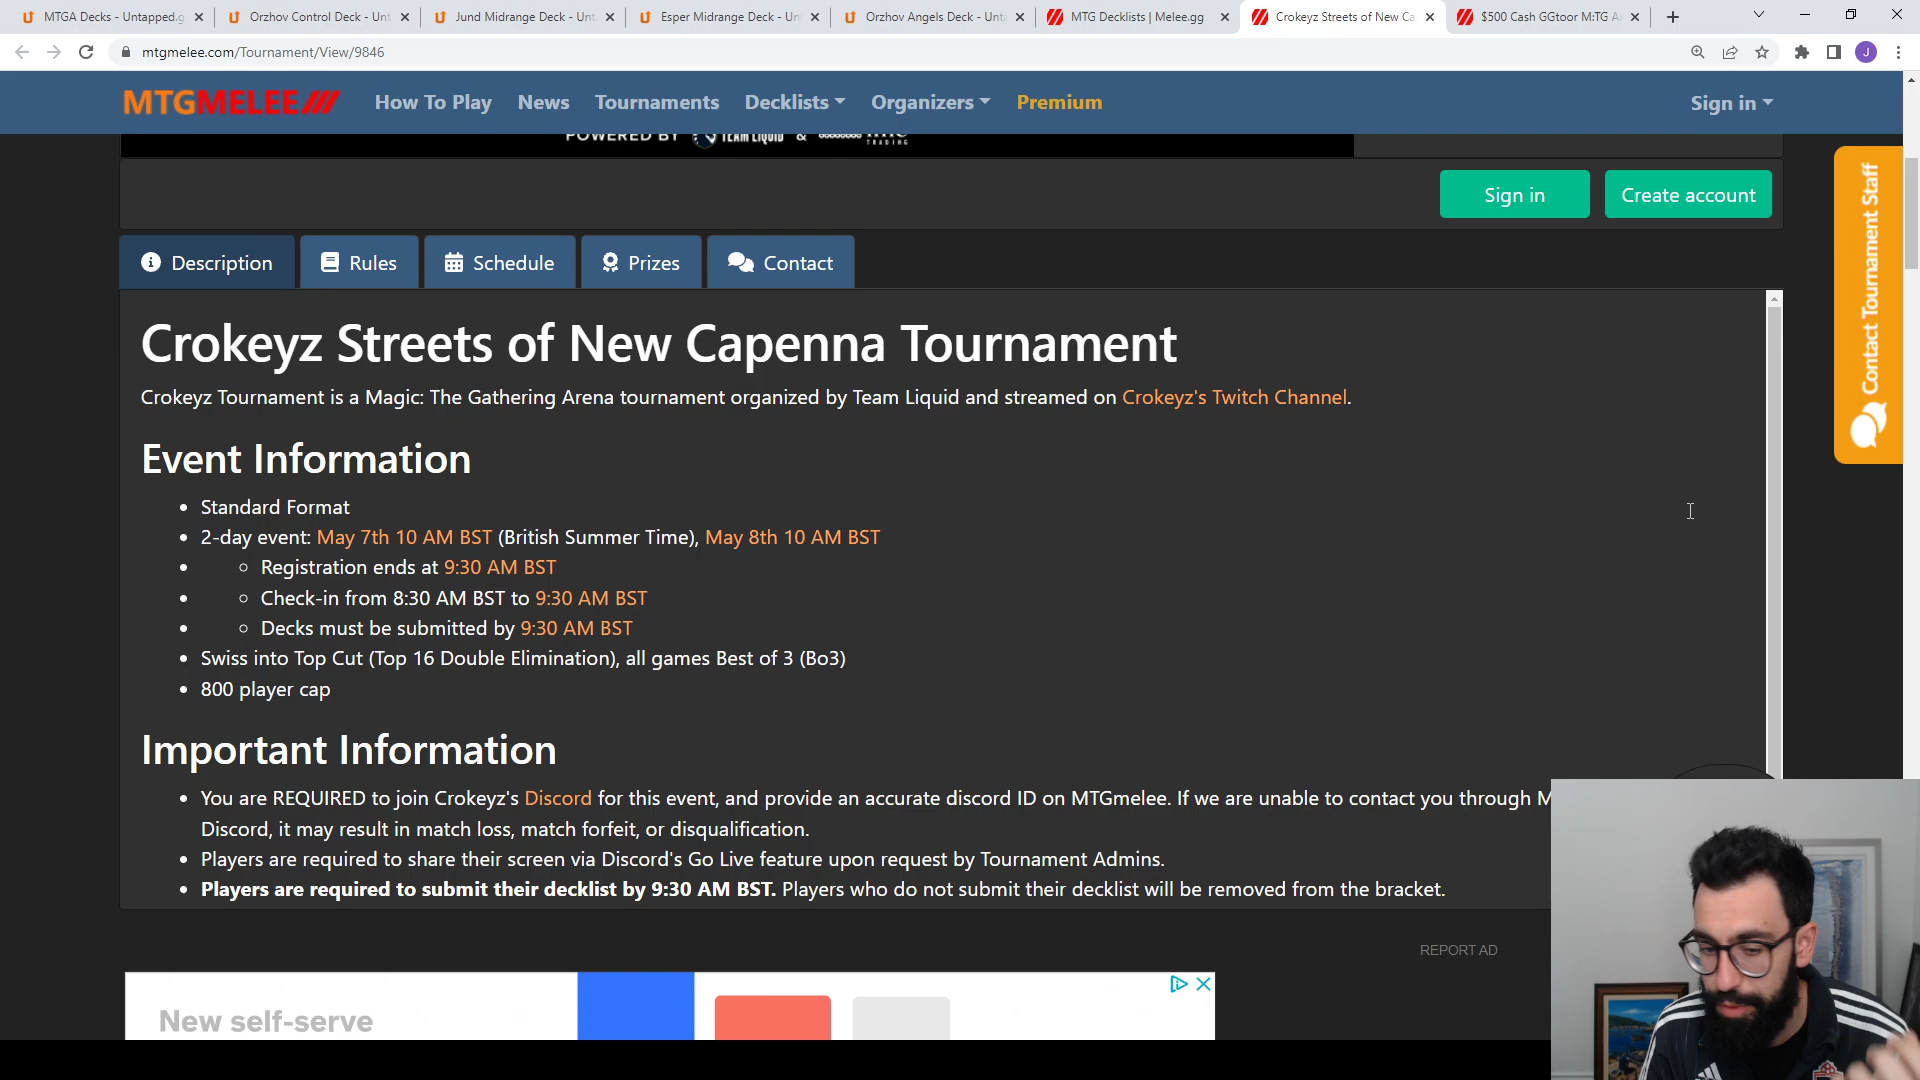 MTGA Decks - Untapped.g
Orzhov Control Deck - Unt
Jund Midrange Deck - Unt
Esper Midrange Deck - Un
Orzhov Angels Deck - Unta
MTG Decklists | Melee.gg
Crokeyz Streets of New Ca
$500 Cash GGtoor M:TG A
mtgmelee.com/Tournament/View/9846
J
MTGMELEE
How To Play
News
Tournaments
Decklists
Organizers
Premium
Sign in
POWERED BY TEAM LIQUID &
TRADING
Sign in
Create account
Contact Tournament Staff
Description
Rules
Schedule
Prizes
Contact
Crokeyz Streets of New Capenna Tournament
Crokeyz Tournament is a Magic: The Gathering Arena tournament organized by Team Liquid and streamed on Crokeyz's Twitch Channel.
Event Information
• Standard Format
• 2-day event: May 7th 10 AM BST (British Summer Time), May 8th 10 AM BST
• ◦ Registration ends at 9:30 AM BST
• ◦ Check-in from 8:30 AM BST to 9:30 AM BST
• ◦ Decks must be submitted by 9:30 AM BST
• Swiss into Top Cut (Top 16 Double Elimination), all games Best of 3 (Bo3)
• 800 player cap
Important Information
• You are REQUIRED to join Crokeyz's Discord for this event, and provide an accurate discord ID on MTGmelee. If we are unable to contact you through M
Discord, it may result in match loss, match forfeit, or disqualification.
• Players are required to share their screen via Discord's Go Live feature upon request by Tournament Admins.
• Players are required to submit their decklist by 9:30 AM BST. Players who do not submit their decklist will be removed from the bracket.
REPORT AD
New self-serve